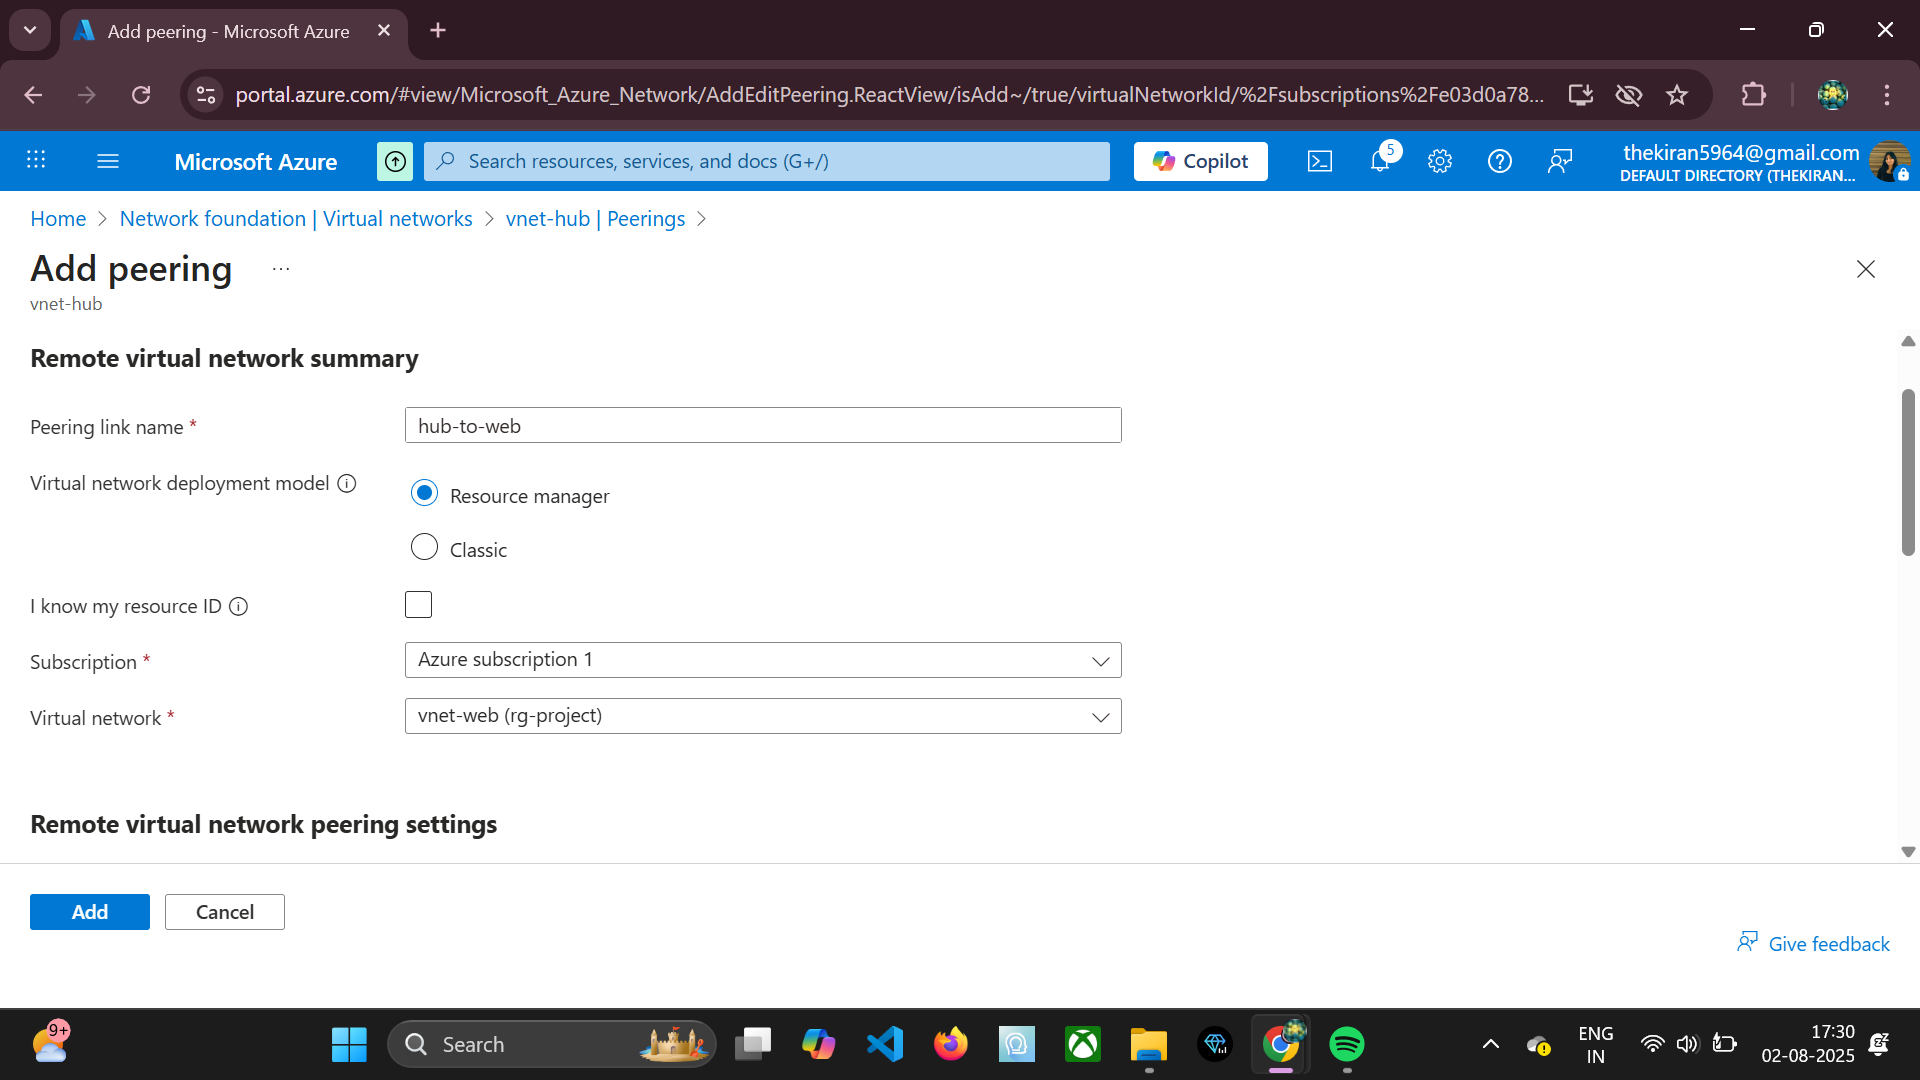 Add peering - Microsoft Azure
portal.azure.com/#view/Microsoft_Azure_Network/AddEditPeering.ReactView/isAdd~/true/virtualNetworkId/%2Fsubscriptions%2Fe03d0a78...
Microsoft Azure
Search resources, services, and docs (G+/)
Copilot
5
thekiran5964@gmail.com
DEFAULT DIRECTORY (THEKIRAN...
Home > Network foundation | Virtual networks > vnet-hub | Peerings >
Add peering ...
vnet-hub
Remote virtual network summary
Peering link name * hub-to-web
Virtual network deployment model
Resource manager
Classic
I know my resource ID
Subscription * Azure subscription 1
Virtual network * vnet-web (rg-project)
Remote virtual network peering settings
Add Cancel
Give feedback
9+
Search
ENG
IN
17:30
02-08-2025